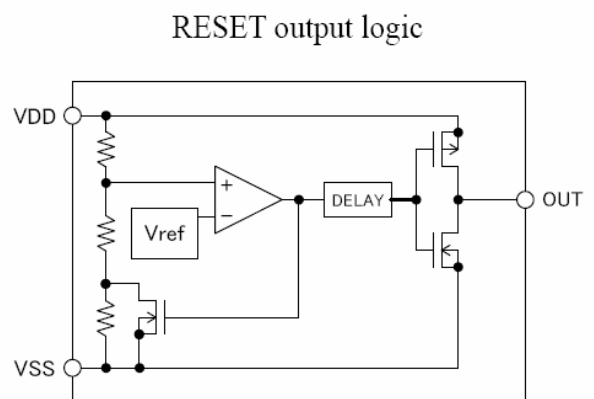 RESET output logic
VDD
+
−
Vref
DELAY
OUT
VSS